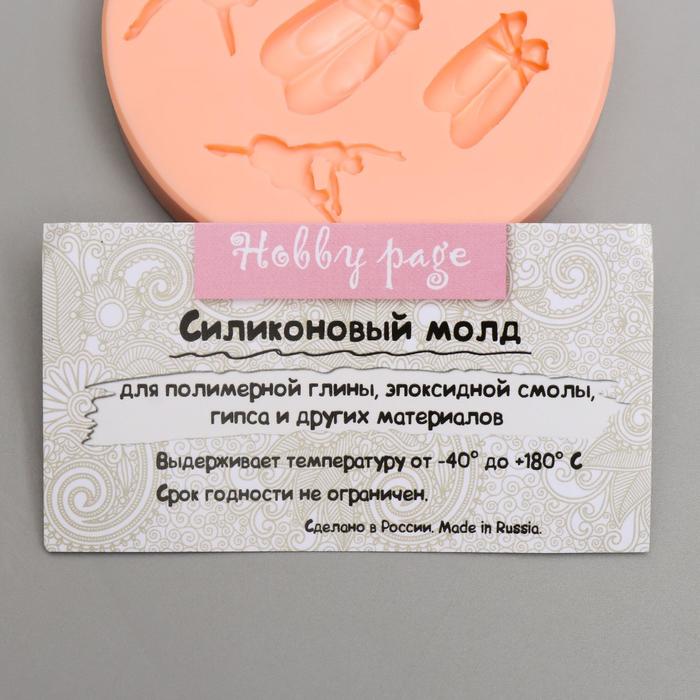 Hobby page
Силиконовый молд
для полимерной глины, эпоксидной смолы,
гипса и других материалов
Выдерживает температуру от -40° до +180° С
Срок годности не ограничен.
Сделано в России. Made in Russia.